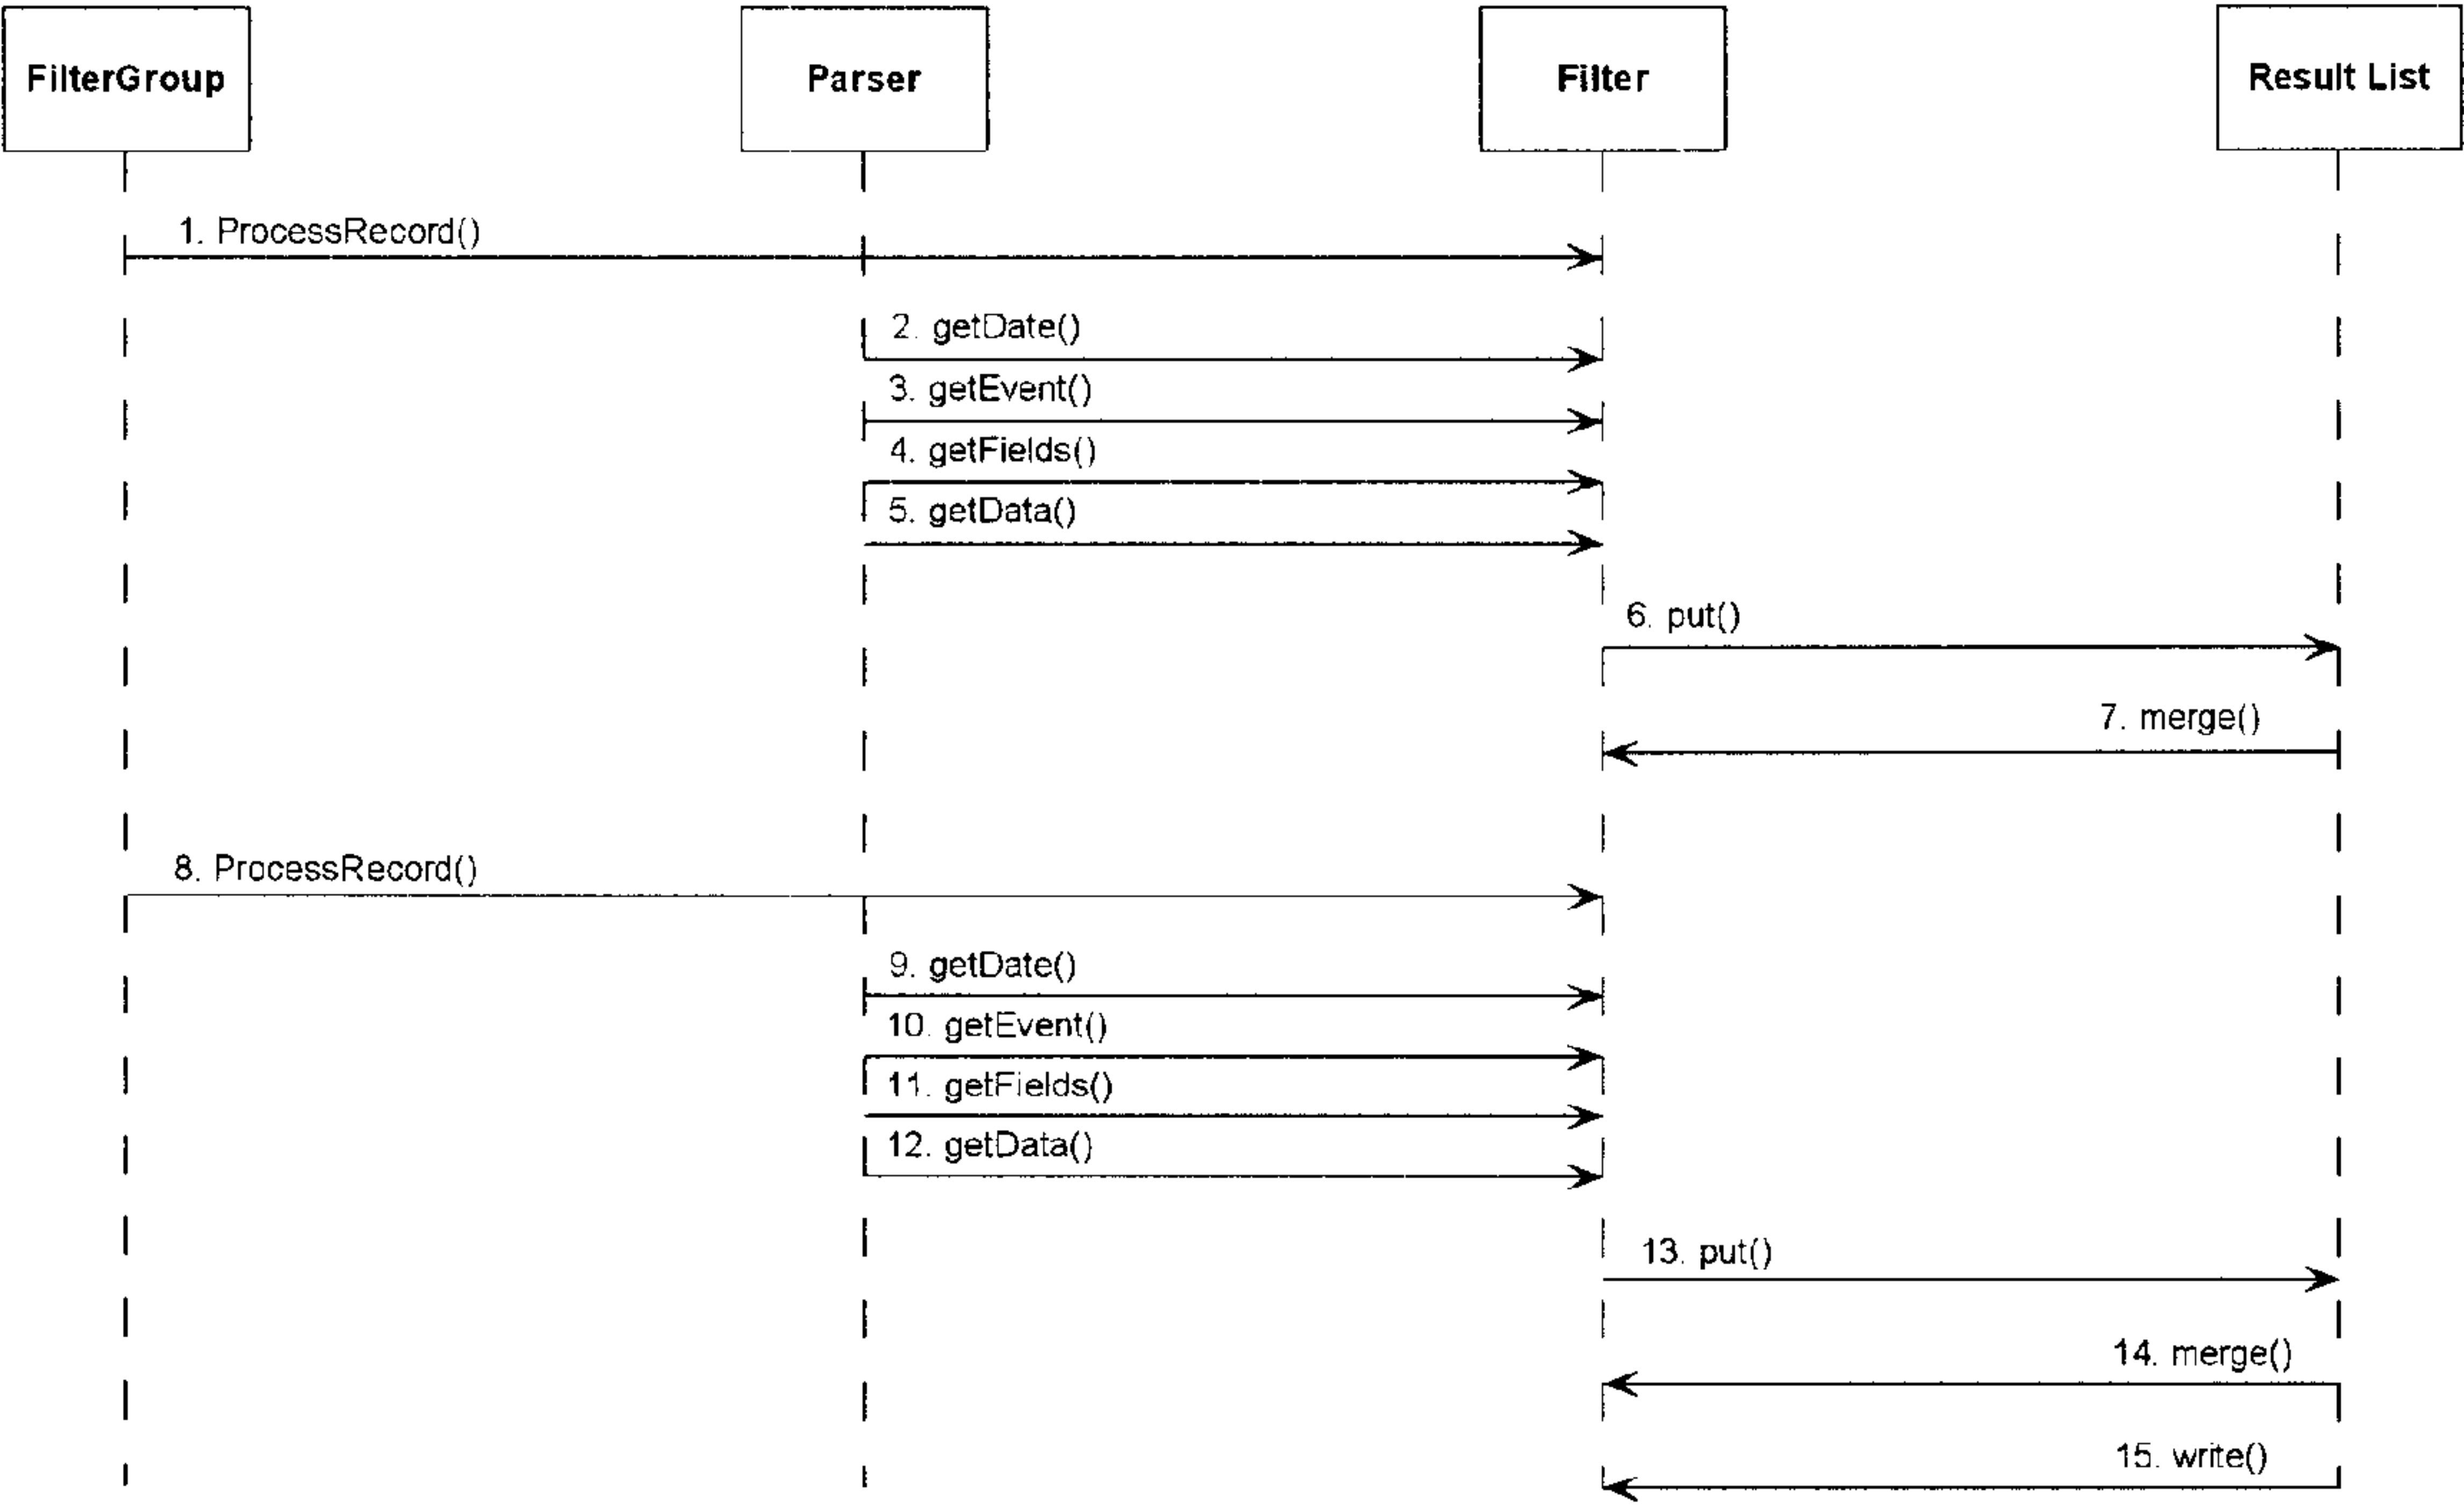 FilterGroup
Parser
Filter
Result List
1. ProcessRecord()
2. getDate()
3. getEvent()
4. getFields()
5. getData()
6. put()
7. merge()
8. ProcessRecord()
9. getDate()
10. getEvent()
11. getFields()
12. getData()
13. put()
14. merge()
15. write()